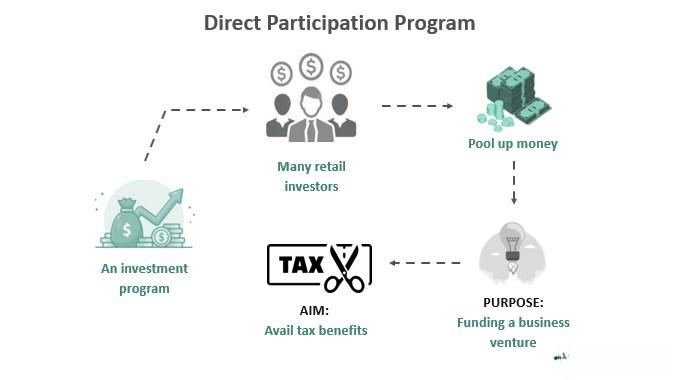 Direct Participation Program
$ $ $
Many retail
investors
Pool up money
$
$
An investment
program
TAX
AIM:
Avail tax benefits
PURPOSE:
Funding a business
venture